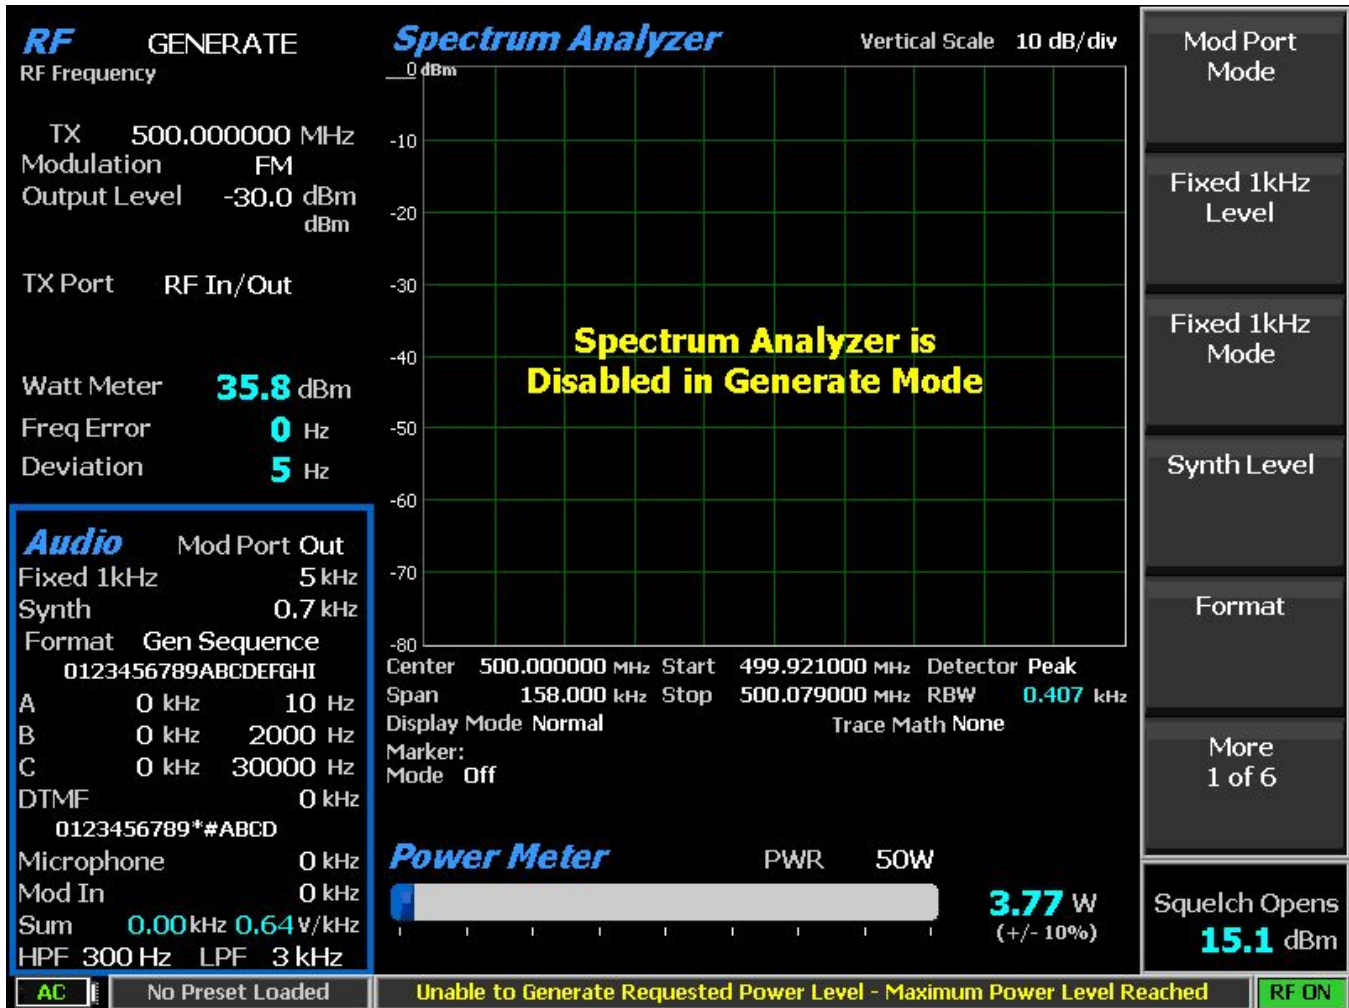 RF GENERATE
RF Frequency
TX 500.000000 MHz
Modulation FM
Output Level -30.0 dBm
dBm
TX Port RF In/Out
Watt Meter 35.8 dBm
Freq Error 0 Hz
Deviation 5 Hz
Audio Mod Port Out
Fixed 1kHz 5 kHz
Synth 0.7 kHz
Format Gen Sequence
0123456789ABCDEFGHI
A 0 kHz 10 Hz
B 0 kHz 2000 Hz
C 0 kHz 30000 Hz
DTMF 0 kHz
0123456789*#ABCD
Microphone 0 kHz
Mod In 0 kHz
Sum 0.00 kHz 0.64 V/kHz
HPF 300 Hz LPF 3 kHz
Spectrum Analyzer Vertical Scale 10 dB/div
0 dBm
-10
-20
-30
-40
-50
-60
-70
-80
Spectrum Analyzer is
Disabled in Generate Mode
Center 500.000000 MHz Start 499.921000 MHz Detector Peak
Span 158.000 kHz Stop 500.079000 MHz RBW 0.407 kHz
Display Mode Normal Trace Math None
Marker:
Mode Off
Power Meter PWR 50W
3.77 W
(+/- 10%)
Mod Port
Mode
Fixed 1kHz
Level
Fixed 1kHz
Mode
Synth Level
Format
More
1 of 6
Squelch Opens
15.1 dBm
AC No Preset Loaded Unable to Generate Requested Power Level - Maximum Power Level Reached RF ON